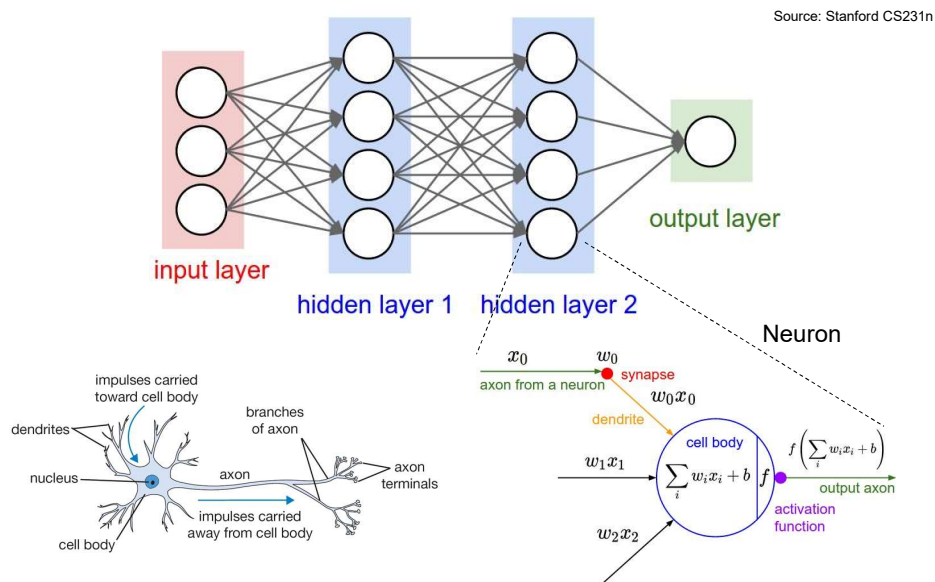 Source: Stanford CS231n
input layer
hidden layer 1
hidden layer 2
output layer
Neuron
impulses carried
toward cell body
dendrites
nucleus
cell body
axon
impulses carried
away from cell body
branches
of axon
axon
terminals
x₀
w₀
axon from a neuron
synapse
w₀x₀
dendrite
w₁x₁
w₂x₂
cell body
∑ᵢ wᵢxᵢ + b
f
f(∑ᵢ wᵢxᵢ + b)
output axon
activation
function